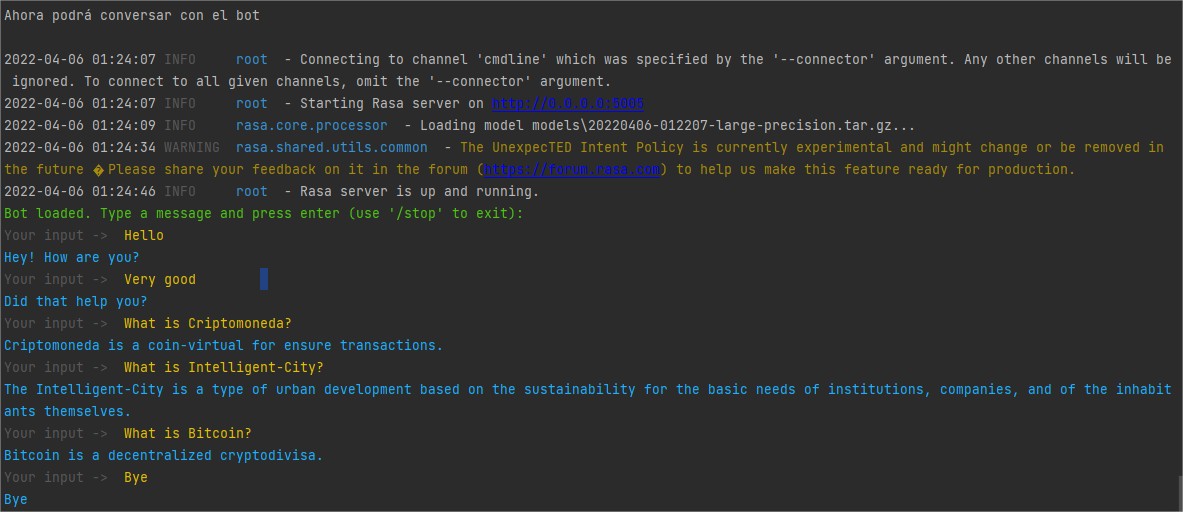 Ahora podrá conversar con el bot
2022-04-06 01:24:07 INFO     root  - Connecting to channel 'cmdline' which was specified by the '--connector' argument. Any other channels will be
 ignored. To connect to all given channels, omit the '--connector' argument.
2022-04-06 01:24:07 INFO     root  - Starting Rasa server on http://0.0.0.0:5005
2022-04-06 01:24:09 INFO     rasa.core.processor  - Loading model models\20220406-012207-large-precision.tar.gz...
2022-04-06 01:24:34 WARNING  rasa.shared.utils.common  - The UnexpecTED Intent Policy is currently experimental and might change or be removed in
the future �Please share your feedback on it in the forum (https://forum.rasa.com) to help us make this feature ready for production.
2022-04-06 01:24:46 INFO     root  - Rasa server is up and running.
Bot loaded. Type a message and press enter (use '/stop' to exit):
Your input ->  Hello
Hey! How are you?
Your input ->  Very good
Did that help you?
Your input ->  What is Criptomoneda?
Criptomoneda is a coin-virtual for ensure transactions.
Your input ->  What is Intelligent-City?
The Intelligent-City is a type of urban development based on the sustainability for the basic needs of institutions, companies, and of the inhabit
ants themselves.
Your input ->  What is Bitcoin?
Bitcoin is a decentralized cryptodivisa.
Your input ->  Bye
Bye